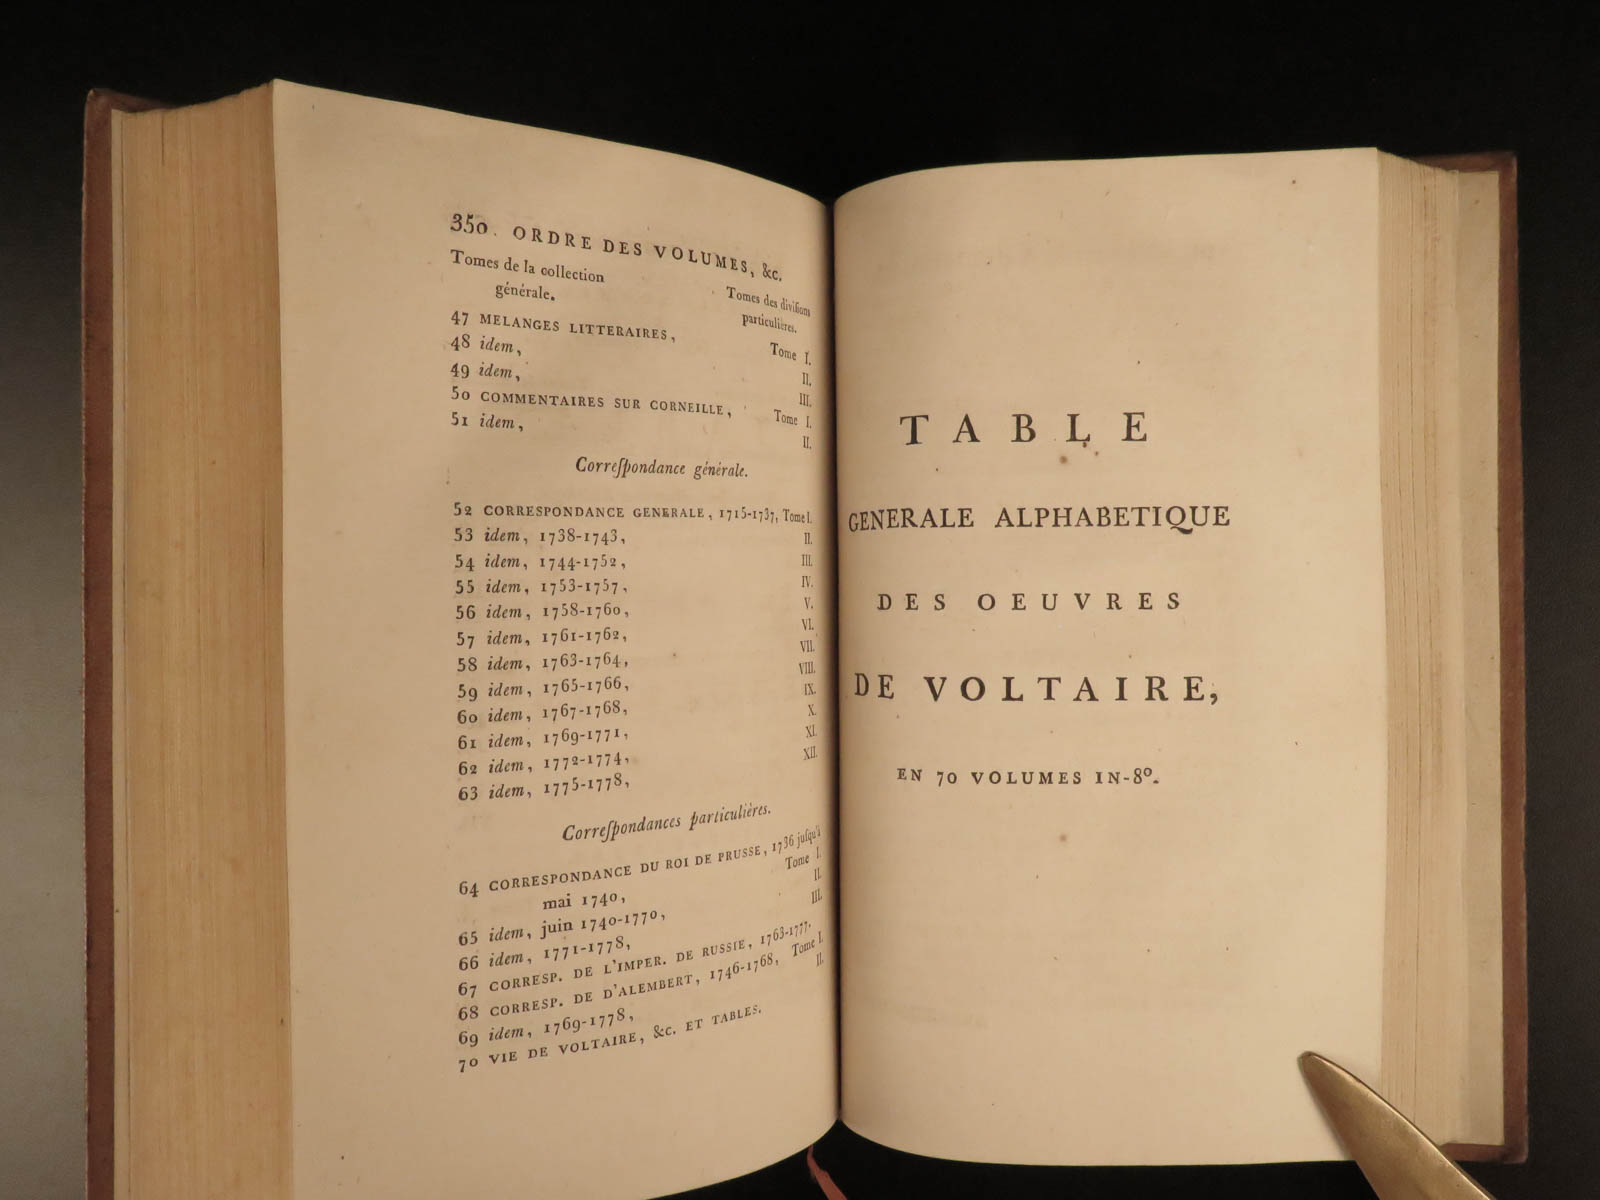 350. ORDRE DES VOLUMES, &c.
Tomes de la collection générale.
Tomes des diviſions particulières.
47 MELANGES LITTERAIRES, Tome I.
48 idem, II.
49 idem, III.
50 COMMENTAIRES SUR CORNEILLE, Tome I.
51 idem, II.
Correſpondance générale.
52 CORRESPONDANCE GENERALE, 1715-1737, Tome I.
53 idem, 1738-1743, II.
54 idem, 1744-1752, III.
55 idem, 1753-1757, IV.
56 idem, 1758-1760, V.
57 idem, 1761-1762, VI.
58 idem, 1763-1764, VII.
59 idem, 1765-1766, VIII.
60 idem, 1767-1768, IX.
61 idem, 1769-1771, X.
62 idem, 1772-1774, XI.
63 idem, 1775-1778, XII.
Correſpondances particulières.
64 CORRESPONDANCE DU ROI DE PRUSSE, 1736 juſqu'à
mai 1740, Tome I.
65 idem, juin 1740-1770, II.
66 idem, 1771-1778, III.
67 CORRESP. DE L'IMPER. DE RUSSIE, 1763-1777.
68 CORRESP. DE D'ALEMBERT, 1746-1768, Tome I.
69 idem, 1769-1778, II.
70 VIE DE VOLTAIRE, &c. ET TABLES.
TABLE
GENERALE ALPHABETIQUE
DES OEUVRES
DE VOLTAIRE,
EN 70 VOLUMES IN-8º.